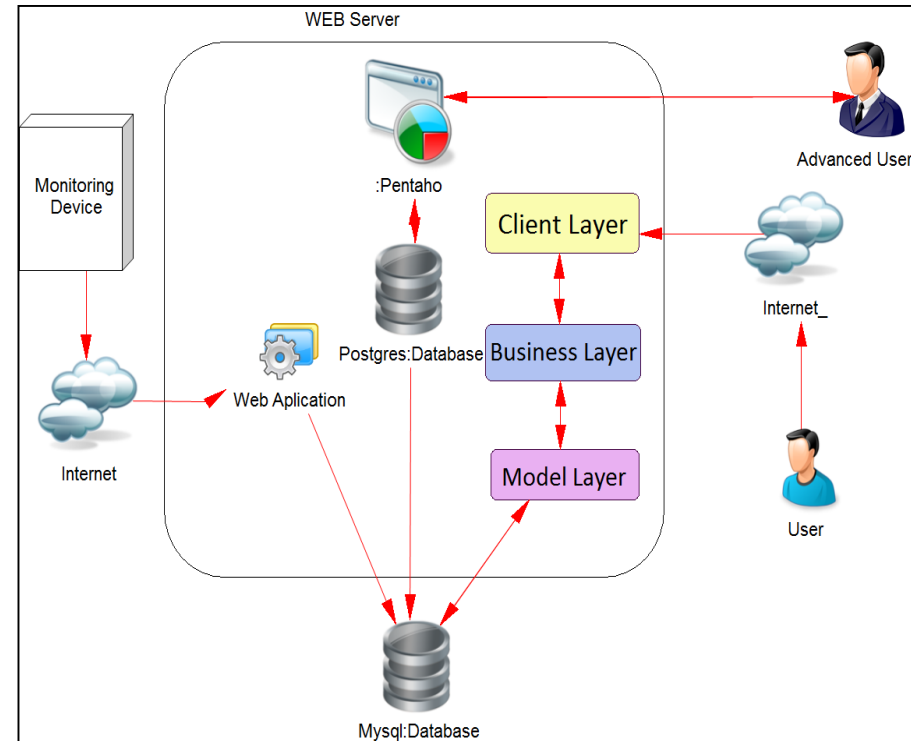 WEB Server
Advanced User
:Pentaho
Monitoring
Device
Client Layer
Internet_
Postgres:Database
Business Layer
Web Aplication
Internet
Model Layer
User
Mysql:Database